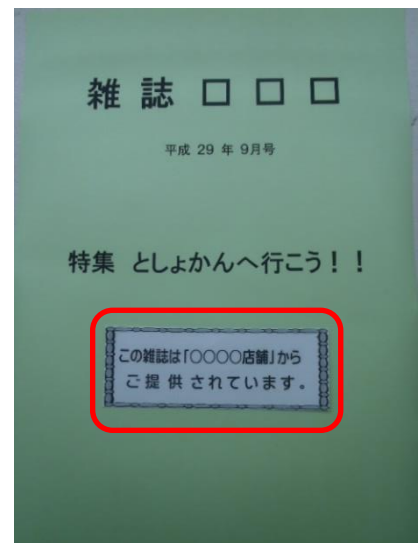 雑誌 □ □ □
平成 29 年 9月号
特集 としょかんへ行こう！！
この雑誌は「○○○○店舗」から
ご提供されています。